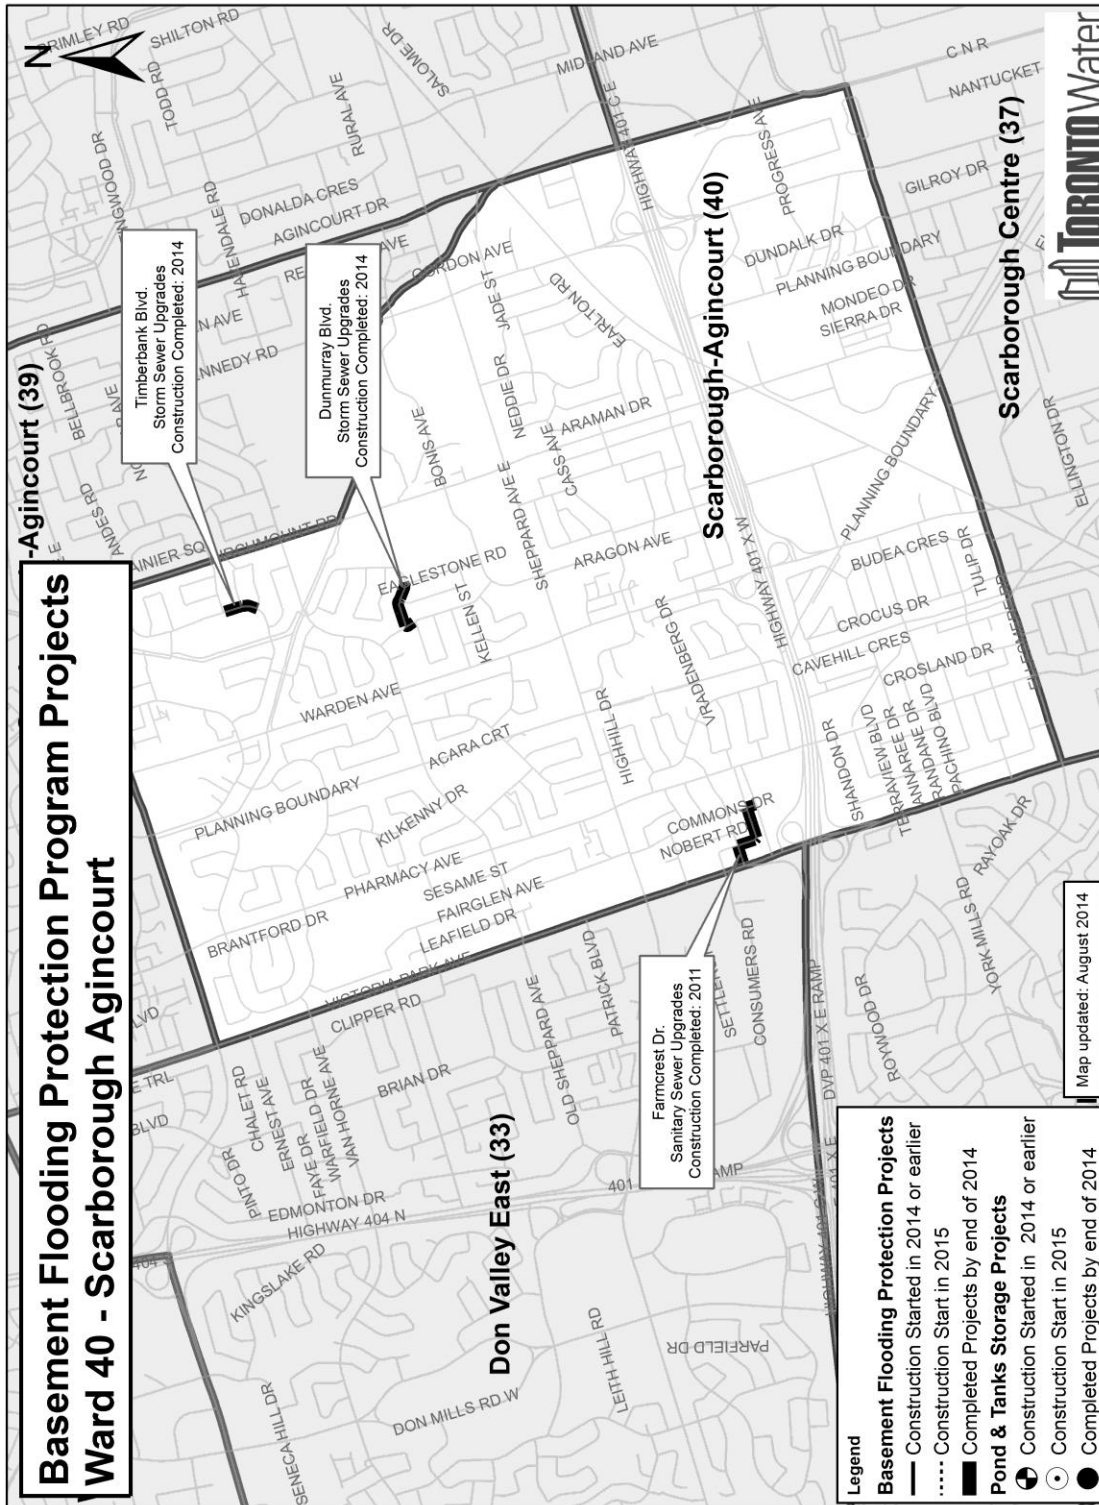 Basement Flooding Protection Program Projects
Ward 40 - Scarborough Agincourt
-Agincourt (39)
N
Timberbank Blvd.
Storm Sewer Upgrades
Construction Completed: 2014
Dunmurray Blvd.
Storm Sewer Upgrades
Construction Completed: 2014
Farmcrest Dr.
Sanitary Sewer Upgrades
Construction Completed: 2011
Scarborough-Agincourt (40)
Scarborough Centre (37)
Don Valley East (33)
BRIMLEY RD
SHILTON RD
TODD RD
SALOME DR
RURAL AVE
MIDLAND AVE
C N R
NANTUCKET
HAVENDALE RD
DONALDA CRES
AGINCOURT DR
HIGHWAY 401 C E
PROGRESS AVE
GILROY DR
BELLBROOK RD
GORDON AVE
JADE ST
EARLTON RD
DUNDALK DR
PLANNING BOUNDARY
MONDEO DR
SIERRA DR
ANDES RD
BONIS AVE
NEDDIE DR
CASS AVE
ARAMAN DR
PLANNING BOUNDARY
ELLINGTON DR
EAGLESTONE RD
SHEPPARD AVE E
ARAGON AVE
HIGHWAY 401 X W
BUDEA CRES
TULIP DR
KELLEN ST
VRADENBERG DR
CROCUS DR
CAVEHILL CRES
CROSLAND DR
WARDEN AVE
ACARA CRT
HIGHHILL DR
SHANDON DR
TERRAVIEW BLVD
ANNAREE DR
RANDANE DR
PACHINO BLVD
PLANNING BOUNDARY
KILKENNY DR
COMMONS DR
NOBERT RD
PHARMACY AVE
SESAME ST
FAIRGLEN AVE
LEAFIELD DR
BRANTFORD DR
VICTORIA PARK AVE
CLIPPER RD
RAYOAK DR
YORK MILLS RD
OLD SHEPPARD AVE
PATRICK BLVD
CONSUMERS RD
DVP 401 X E RAMP
ROYWOOD DR
PINTO DR
CHALET RD
ERNEST AVE
FAYE DR
WARFIELD DR
VAN HORNE AVE
BRIAN DR
EDMONTON DR
HIGHWAY 404 N
KINGSLAKE RD
SENECA HILL DR
DON MILLS RD W
LEITH HILL RD
PARFIELD DR
Legend
Basement Flooding Protection Projects
Construction Started in 2014 or earlier
Construction Start in 2015
Completed Projects by end of 2014
Pond & Tanks Storage Projects
Construction Started in 2014 or earlier
Construction Start in 2015
Completed Projects by end of 2014
Map updated: August 2014
TORONTO Water